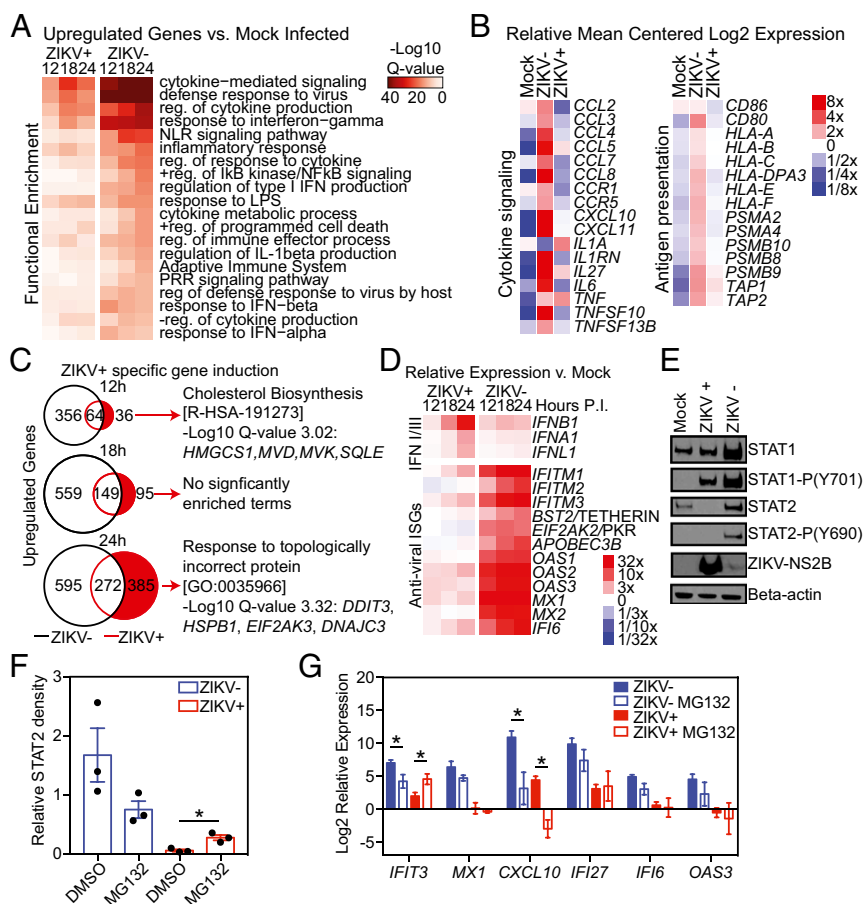 A
Upregulated Genes vs. Mock Infected
ZIKV+ ZIKV-
121824 121824
-Log10
Q-value
40 20 0
Functional Enrichment
cytokine-mediated signaling
defense response to virus
reg. of cytokine production
response to interferon-gamma
NLR signaling pathway
inflammatory response
reg. of response to cytokine
+reg. of IkB kinase/NFkB signaling
regulation of type I IFN production
response to LPS
cytokine metabolic process
+reg. of programmed cell death
reg. of immune effector process
regulation of IL-1beta production
Adaptive Immune System
PRR signaling pathway
reg of defense response to virus by host
response to IFN-beta
-reg. of cytokine production
response to IFN-alpha
B
Relative Mean Centered Log2 Expression
Mock
ZIKV-
ZIKV+
Cytokine signaling
CCL2
CCL3
CCL4
CCL5
CCL7
CCL8
CCR1
CCR5
CXCL10
CXCL11
IL1A
IL1RN
IL27
IL6
TNF
TNFSF10
TNFSF13B
Mock
ZIKV-
ZIKV+
Antigen presentation
CD86
CD80
HLA-A
HLA-B
HLA-C
HLA-DPA3
HLA-E
HLA-F
PSMA2
PSMA4
PSMB10
PSMB8
PSMB9
TAP1
TAP2
8x
4x
2x
0
1/2x
1/4x
1/8x
C
ZIKV+ specific gene induction
Upregulated Genes
12h
356 64 36
Cholesterol Biosynthesis
[R-HSA-191273]
-Log10 Q-value 3.02:
HMGCS1,MVD,MVK,SQLE
18h
559 149 95
No signficantly
enriched terms
24h
595 272 385
Response to topologically
incorrect protein
[GO:0035966]
-Log10 Q-value 3.32: DDIT3,
HSPB1, EIF2AK3, DNAJC3
ZIKV- ZIKV+
D
Relative Expression v. Mock
ZIKV+ ZIKV-
121824 121824 Hours P.I.
IFN I/III
IFNB1
IFNA1
IFNL1
Anti-viral ISGs
IFITM1
IFITM2
IFITM3
BST2/TETHERIN
EIF2AK2/PKR
APOBEC3B
OAS1
OAS2
OAS3
MX1
MX2
IFI6
32x
10x
3x
0
1/3x
1/10x
1/32x
E
Mock
ZIKV +
ZIKV -
STAT1
STAT1-P(Y701)
STAT2
STAT2-P(Y690)
ZIKV-NS2B
Beta-actin
F
Relative STAT2 density
3
2
1
0
ZIKV-
ZIKV+
*
DMSO
MG132
DMSO
MG132
G
Log2 Relative Expression
20
15
10
5
0
-5
ZIKV-
ZIKV- MG132
ZIKV+
ZIKV+ MG132
* * * *
IFIT3 MX1 CXCL10 IFI27 IFI6 OAS3